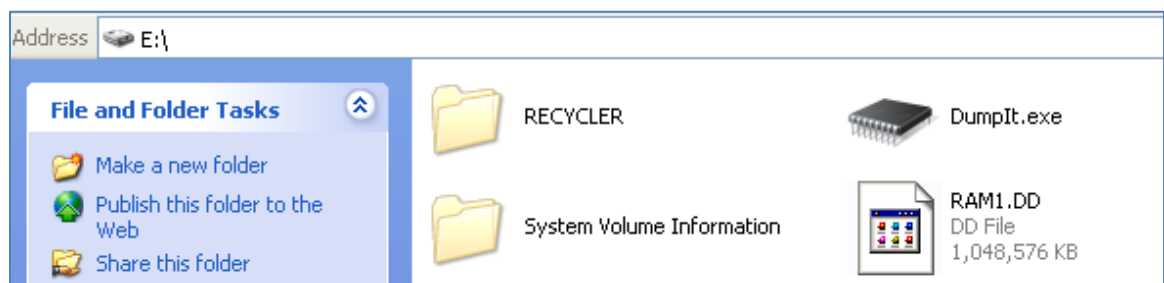 Address E:\
File and Folder Tasks
Make a new folder
Publish this folder to the
Web
Share this folder
RECYCLER
DumpIt.exe
System Volume Information
RAM1.DD
DD File
1,048,576 KB